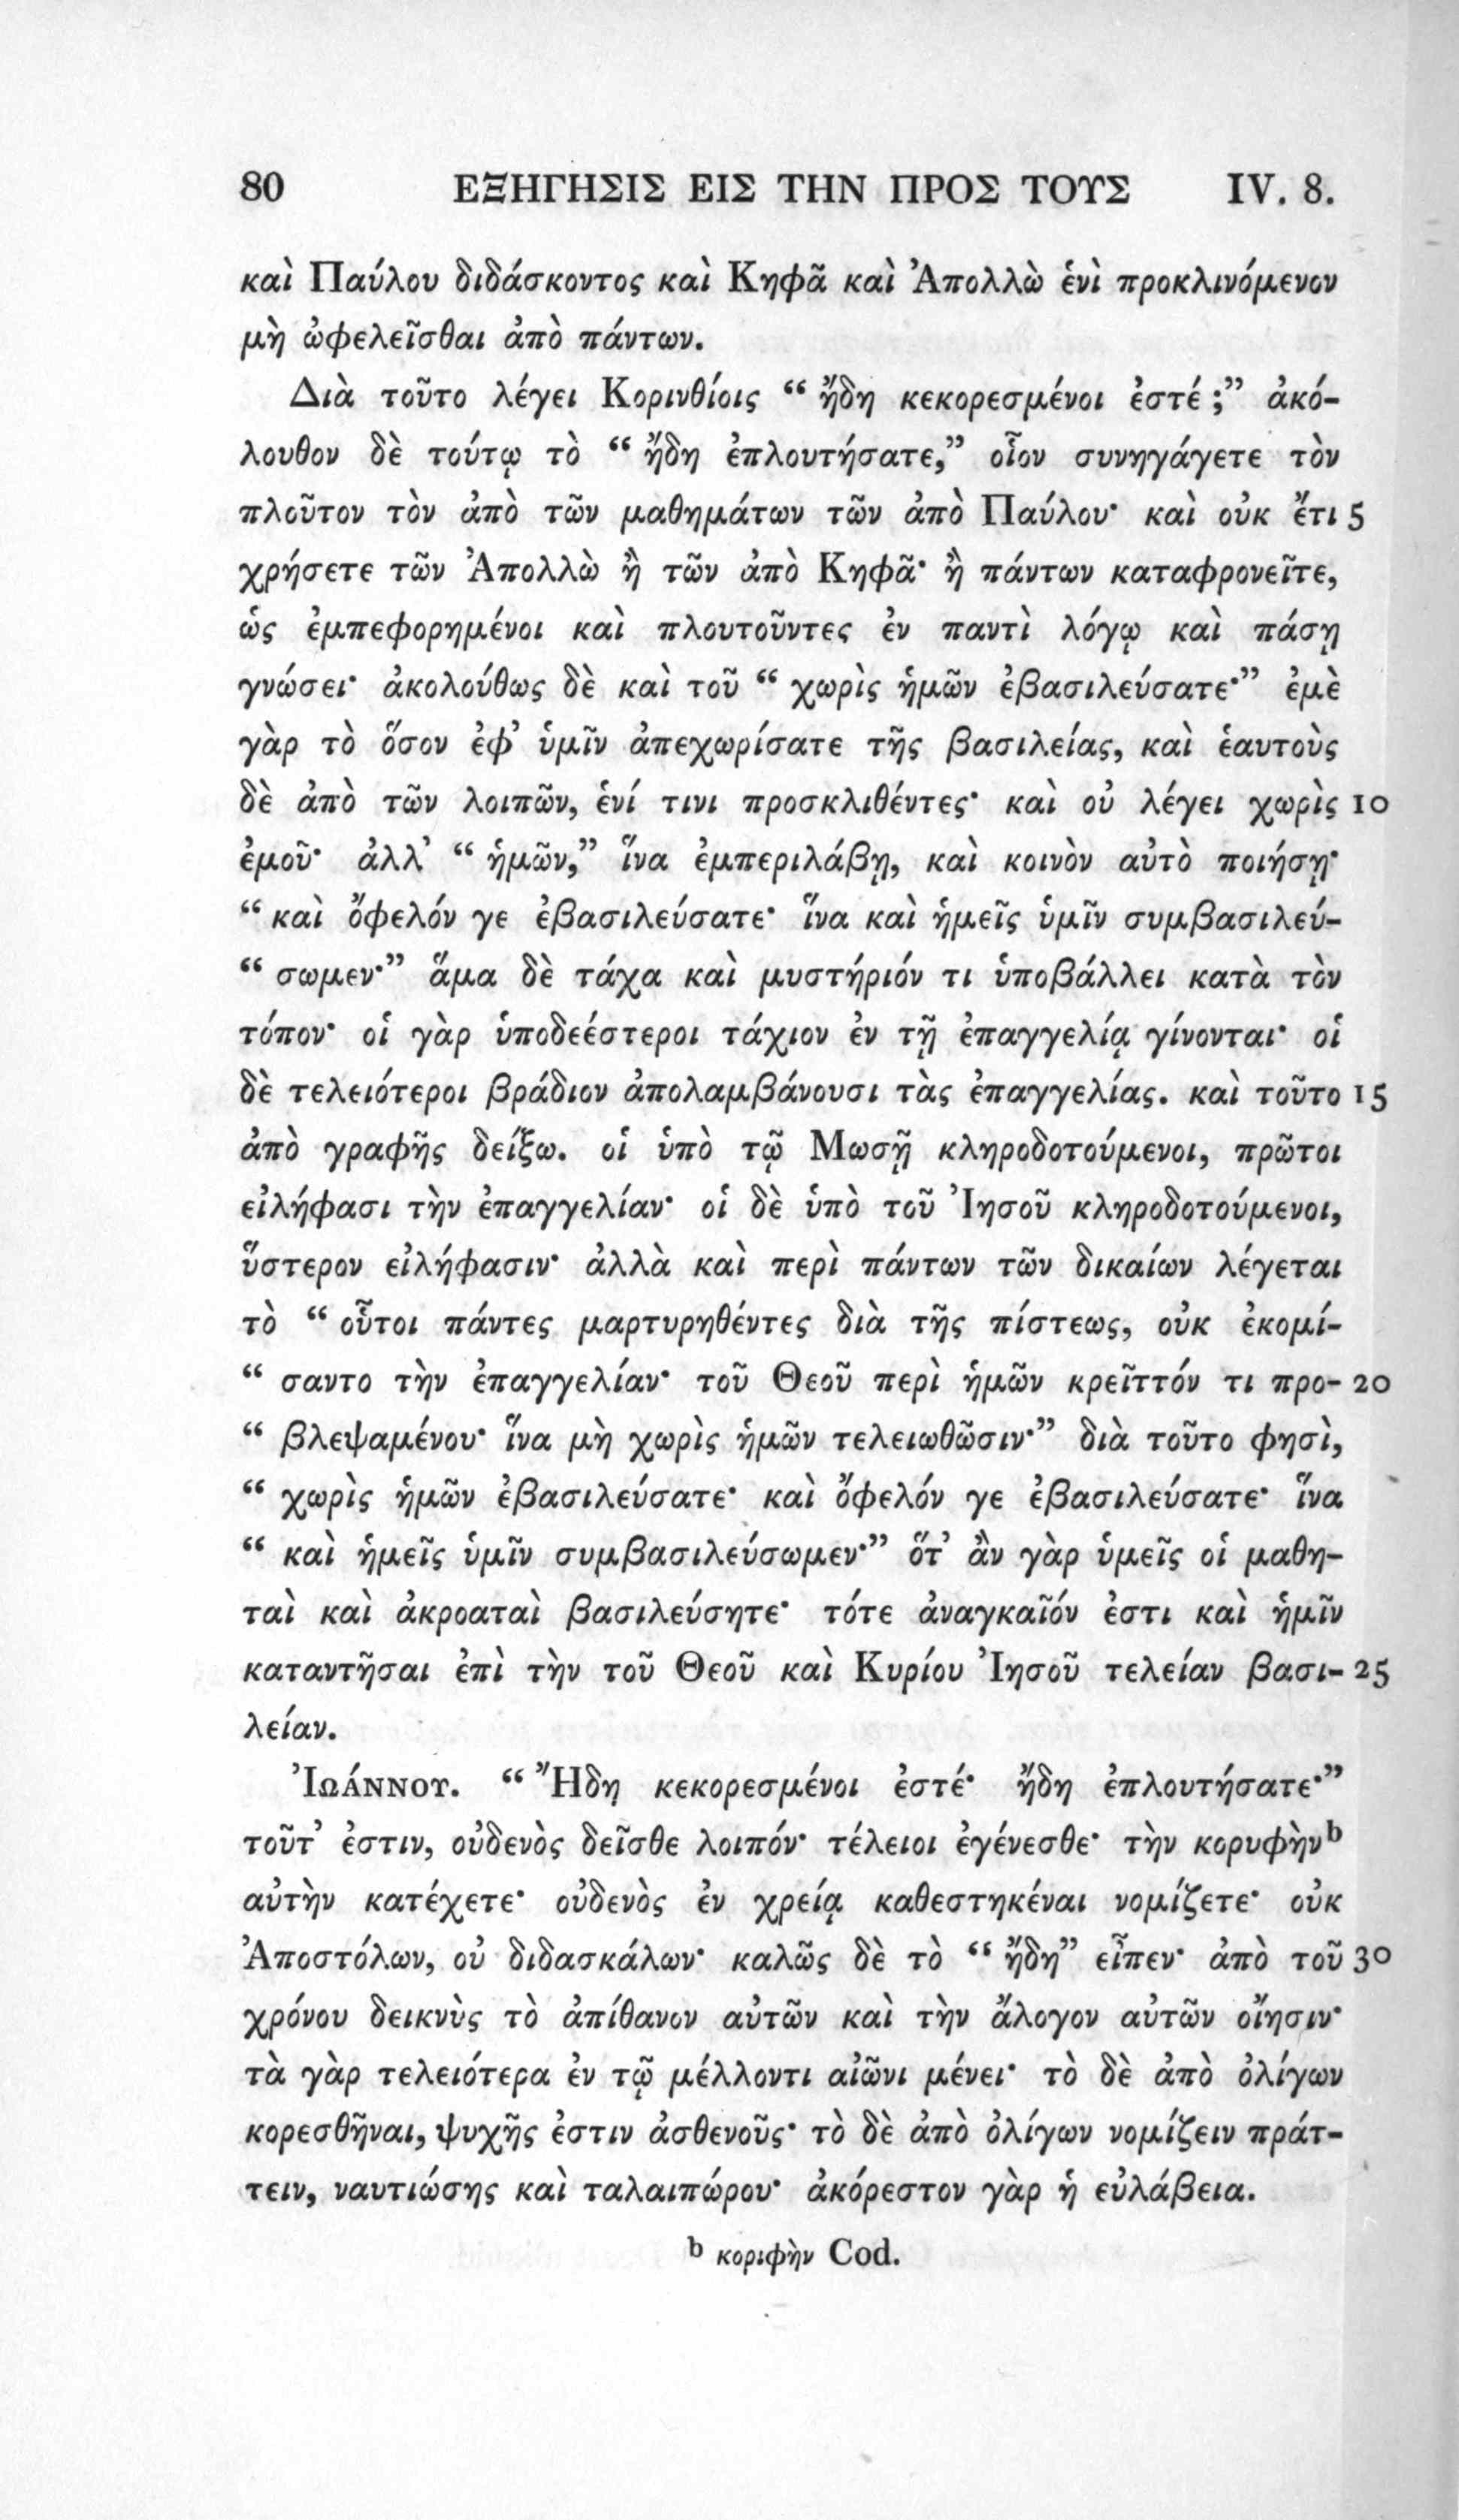 80 ΕΞΗΓΗΣΙΣ ΕΙΣ ΤΗΝ ΠΡΟΣ ΤΟΥΣ IV. 8.
καὶ Παύλου διδάσκοντος καὶ Κηφᾶ καὶ Ἀπολλὼ ἑνὶ προκλινόμενον
μὴ ὠφελεῖσθαι ἀπὸ πάντων.
Διὰ τοῦτο λέγει Κορινθίοις “ ἤδη κεκορεσμένοι ἐστέ ;” ἀκό-
λουθον δὲ τούτῳ τὸ “ ἤδη ἐπλουτήσατε,” οἷον συνηγάγετε τὸν
πλοῦτον τὸν ἀπὸ τῶν μαθημάτων τῶν ἀπὸ Παύλου· καὶ οὐκ ἔτι 5
χρήσετε τῶν Ἀπολλὼ ἢ τῶν ἀπὸ Κηφᾶ· ἢ πάντων καταφρονεῖτε,
ὡς ἐμπεφορημένοι καὶ πλουτοῦντες ἐν παντὶ λόγῳ καὶ πάσῃ
γνώσει· ἀκολούθως δὲ καὶ τοῦ “ χωρὶς ἡμῶν ἐβασιλεύσατε·” ἐμὲ
γὰρ τὸ ὅσον ἐφ’ ὑμῖν ἀπεχωρίσατε τῆς βασιλείας, καὶ ἑαυτοὺς
δὲ ἀπὸ τῶν λοιπῶν, ἑνί τινι προσκλιθέντες· καὶ οὐ λέγει χωρὶς 10
ἐμοῦ· ἀλλ’ “ ἡμῶν,” ἵνα ἐμπεριλάβῃ, καὶ κοινὸν αὐτὸ ποιήσῃ·
“ καὶ ὄφελόν γε ἐβασιλεύσατε· ἵνα καὶ ἡμεῖς ὑμῖν συμβασιλεύ-
“ σωμεν·” ἅμα δὲ τάχα καὶ μυστήριόν τι ὑποβάλλει κατὰ τὸν
τόπον· οἱ γὰρ ὑποδεέστεροι τάχιον ἐν τῇ ἐπαγγελίᾳ γίνονται· οἱ
δὲ τελειότεροι βράδιον ἀπολαμβάνουσι τὰς ἐπαγγελίας. καὶ τοῦτο 15
ἀπὸ γραφῆς δείξω. οἱ ὑπὸ τῷ Μωσῇ κληροδοτούμενοι, πρῶτοι
εἰλήφασι τὴν ἐπαγγελίαν· οἱ δὲ ὑπὸ τοῦ Ἰησοῦ κληροδοτούμενοι,
ὕστερον εἰλήφασιν· ἀλλὰ καὶ περὶ πάντων τῶν δικαίων λέγεται
τὸ “ οὗτοι πάντες μαρτυρηθέντες διὰ τῆς πίστεως, οὐκ ἐκομί-
“ σαντο τὴν ἐπαγγελίαν· τοῦ Θεοῦ περὶ ἡμῶν κρεῖττόν τι προ- 20
“ βλεψαμένου· ἵνα μὴ χωρὶς ἡμῶν τελειωθῶσιν·” διὰ τοῦτο φησὶ,
“ χωρὶς ἡμῶν ἐβασιλεύσατε· καὶ ὄφελόν γε ἐβασιλεύσατε· ἵνα
“ καὶ ἡμεῖς ὑμῖν συμβασιλεύσωμεν·” ὅτ’ ἂν γὰρ ὑμεῖς οἱ μαθη-
ταὶ καὶ ἀκροαταὶ βασιλεύσητε· τότε ἀναγκαῖόν ἐστι καὶ ἡμῖν
καταντῆσαι ἐπὶ τὴν τοῦ Θεοῦ καὶ Κυρίου Ἰησοῦ τελείαν βασι- 25
λείαν.
Ἰωάννου. “ Ἤδη κεκορεσμένοι ἐστέ· ἤδη ἐπλουτήσατε·”
τοῦτ’ ἐστιν, οὐδενὸς δεῖσθε λοιπόν· τέλειοι ἐγένεσθε· τὴν κορυφὴν b
αὐτὴν κατέχετε· οὐδενὸς ἐν χρείᾳ καθεστηκέναι νομίζετε· οὐκ
Ἀποστόλων, οὐ διδασκάλων· καλῶς δὲ τὸ “ ἤδη” εἶπεν· ἀπὸ τοῦ 30
χρόνου δεικνὺς τὸ ἀπίθανον αὐτῶν καὶ τὴν ἄλογον αὐτῶν οἴησιν·
τὰ γὰρ τελειότερα ἐν τῷ μέλλοντι αἰῶνι μένει· τὸ δὲ ἀπὸ ὀλίγων
κορεσθῆναι, ψυχῆς ἐστιν ἀσθενοῦς· τὸ δὲ ἀπὸ ὀλίγων νομίζειν πράτ-
τειν, ναυτιώσης καὶ ταλαιπώρου· ἀκόρεστον γὰρ ἡ εὐλάβεια.
b κοριφὴν Cod.